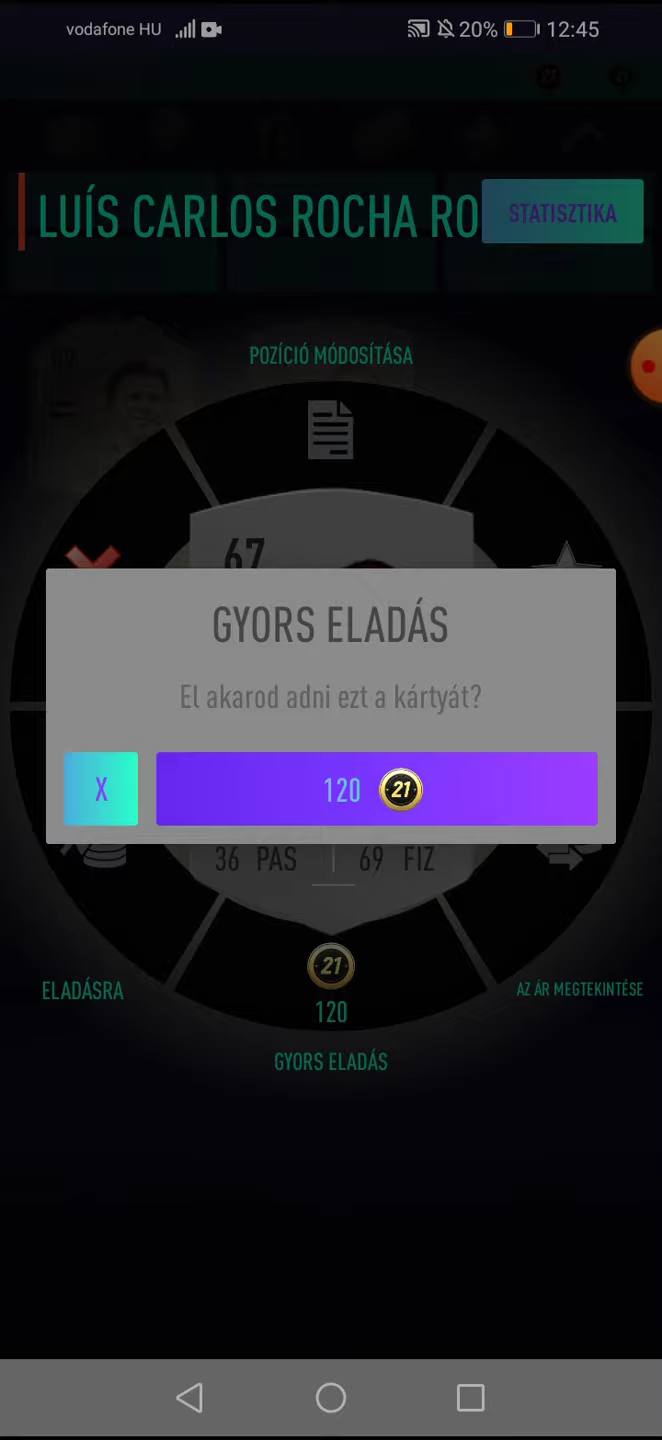 vodafone HU 20% 12:45
LUÍS CARLOS ROCHA RO STATISZTIKA
POZÍCIÓ MÓDOSÍTÁSA
67
GYORS ELADÁS
El akarod adni ezt a kártyát?
X 120 21
36 PAS 69 FIZ
21
ELADÁSRA AZ ÁR MEGTEKINTÉSE
120
GYORS ELADÁS